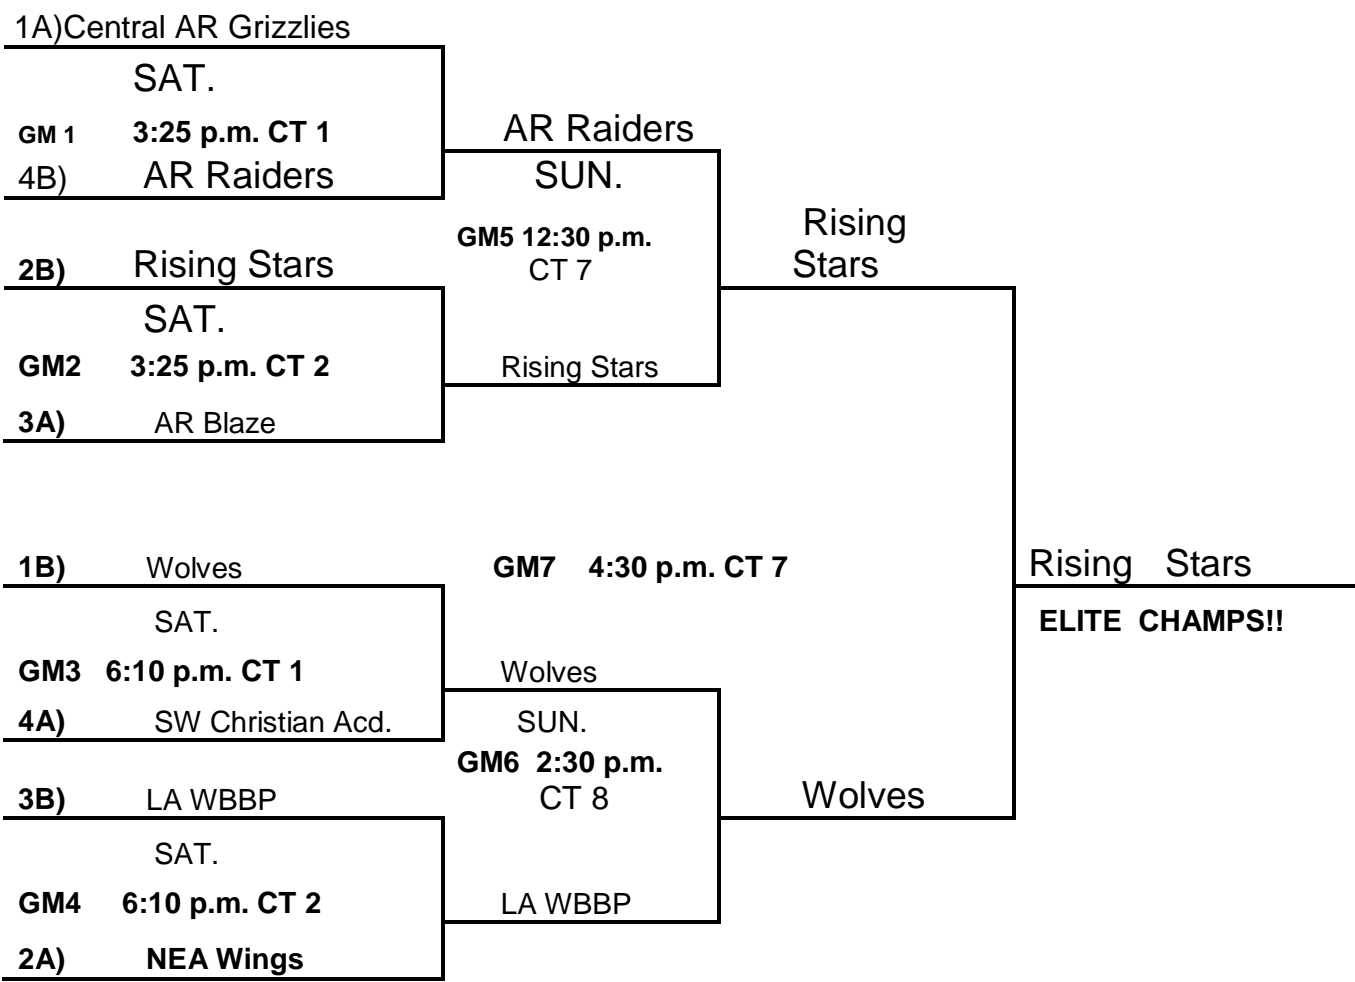 1A)Central AR Grizzlies
SAT.
GM 1 3:25 p.m. CT 1
4B) AR Raiders
AR Raiders
SUN.
GM5 12:30 p.m.
CT 7
2B) Rising Stars
SAT.
GM2 3:25 p.m. CT 2
3A) AR Blaze
Rising Stars
Rising
Stars
1B) Wolves
SAT.
GM3 6:10 p.m. CT 1
4A) SW Christian Acd.
GM7 4:30 p.m. CT 7
Wolves
SUN.
GM6 2:30 p.m.
CT 8
3B) LA WBBP
SAT.
GM4 6:10 p.m. CT 2
2A) NEA Wings
LA WBBP
Wolves
Rising Stars
ELITE CHAMPS!!